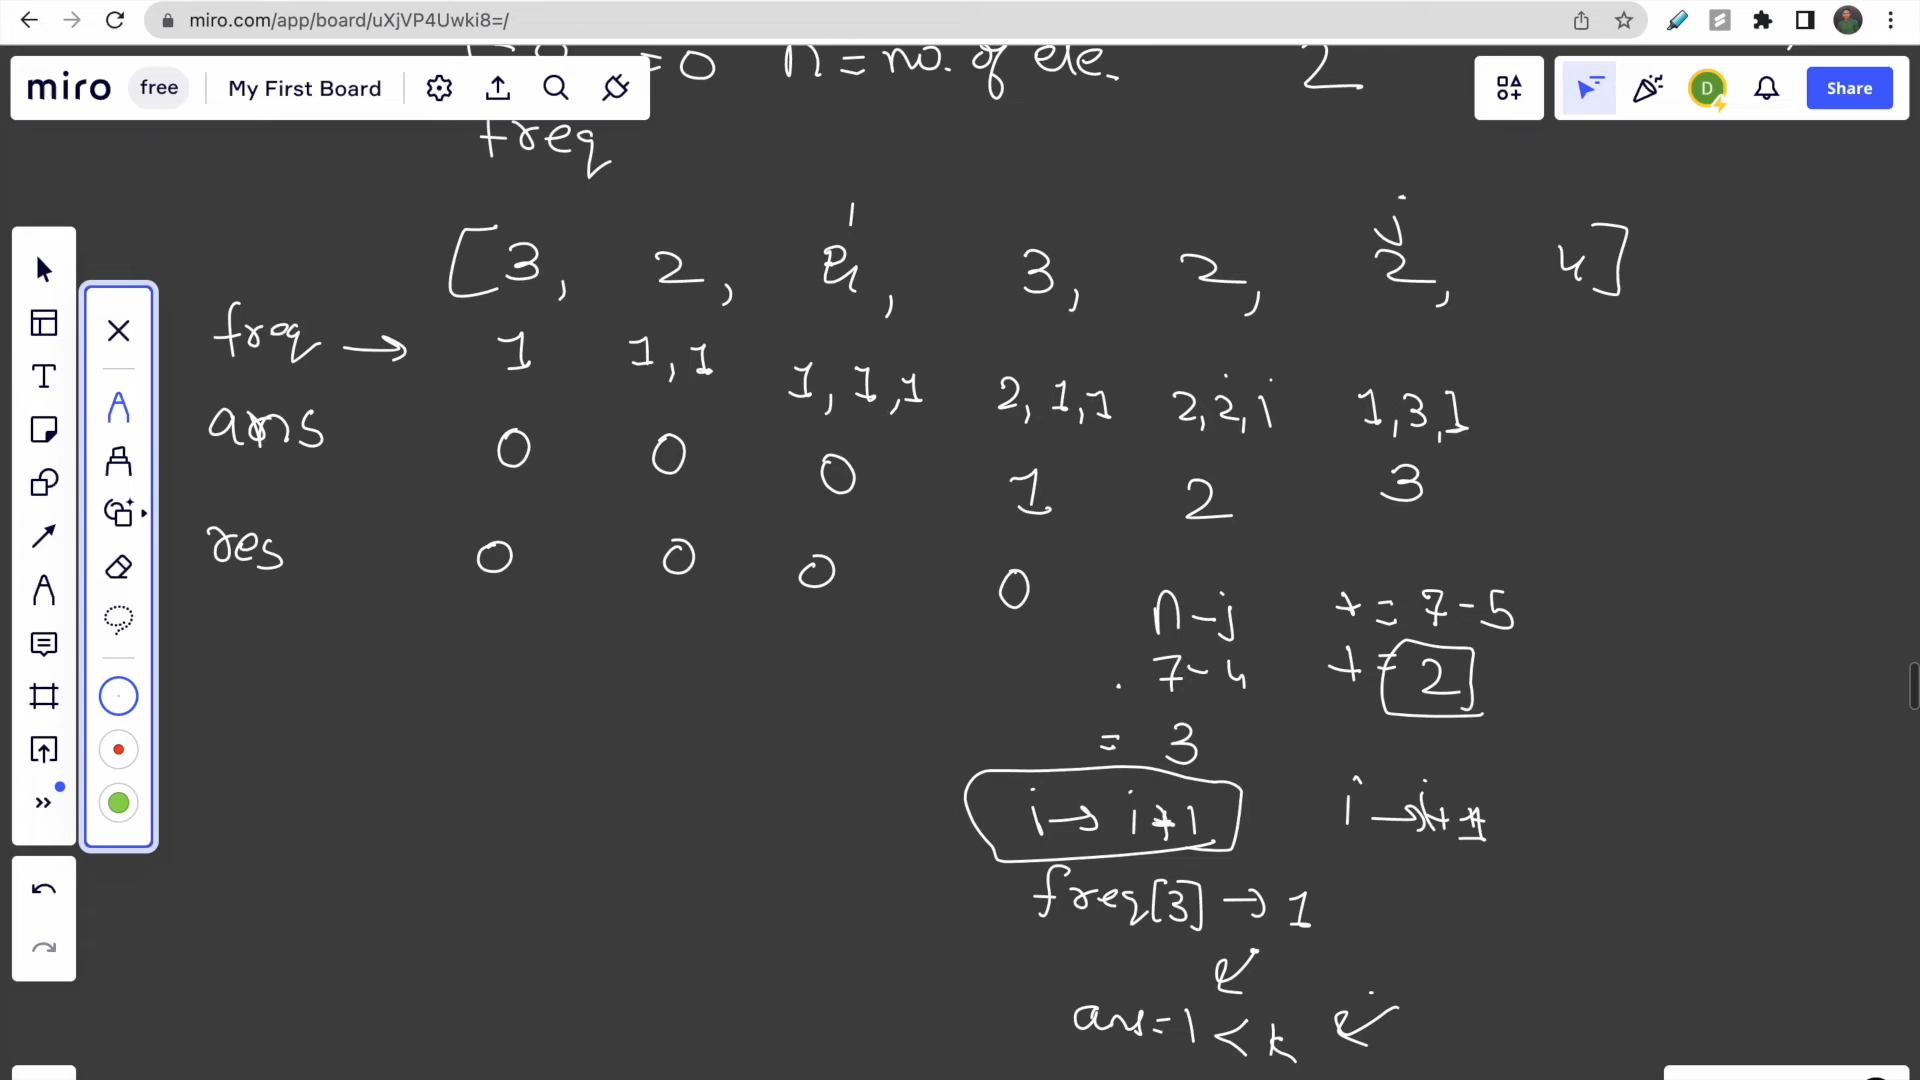 miro.com/app/board/uXjVP4Uwki8=/
= 0 n = no. of ele. 2
miro free My First Board D Share
freq
i j
[3, 2, 4, 3, 2, 2, 4]
freq → 1 1,1 1,1,1 2,1,1 2,2,1 1,3,1
ans 0 0 0 1 2 3
res 0 0 0 0
n-j += 7-5
7-4 += 2
= 3
i → i+1 i → i+1
freq[3] → 1
ans = 1 < k